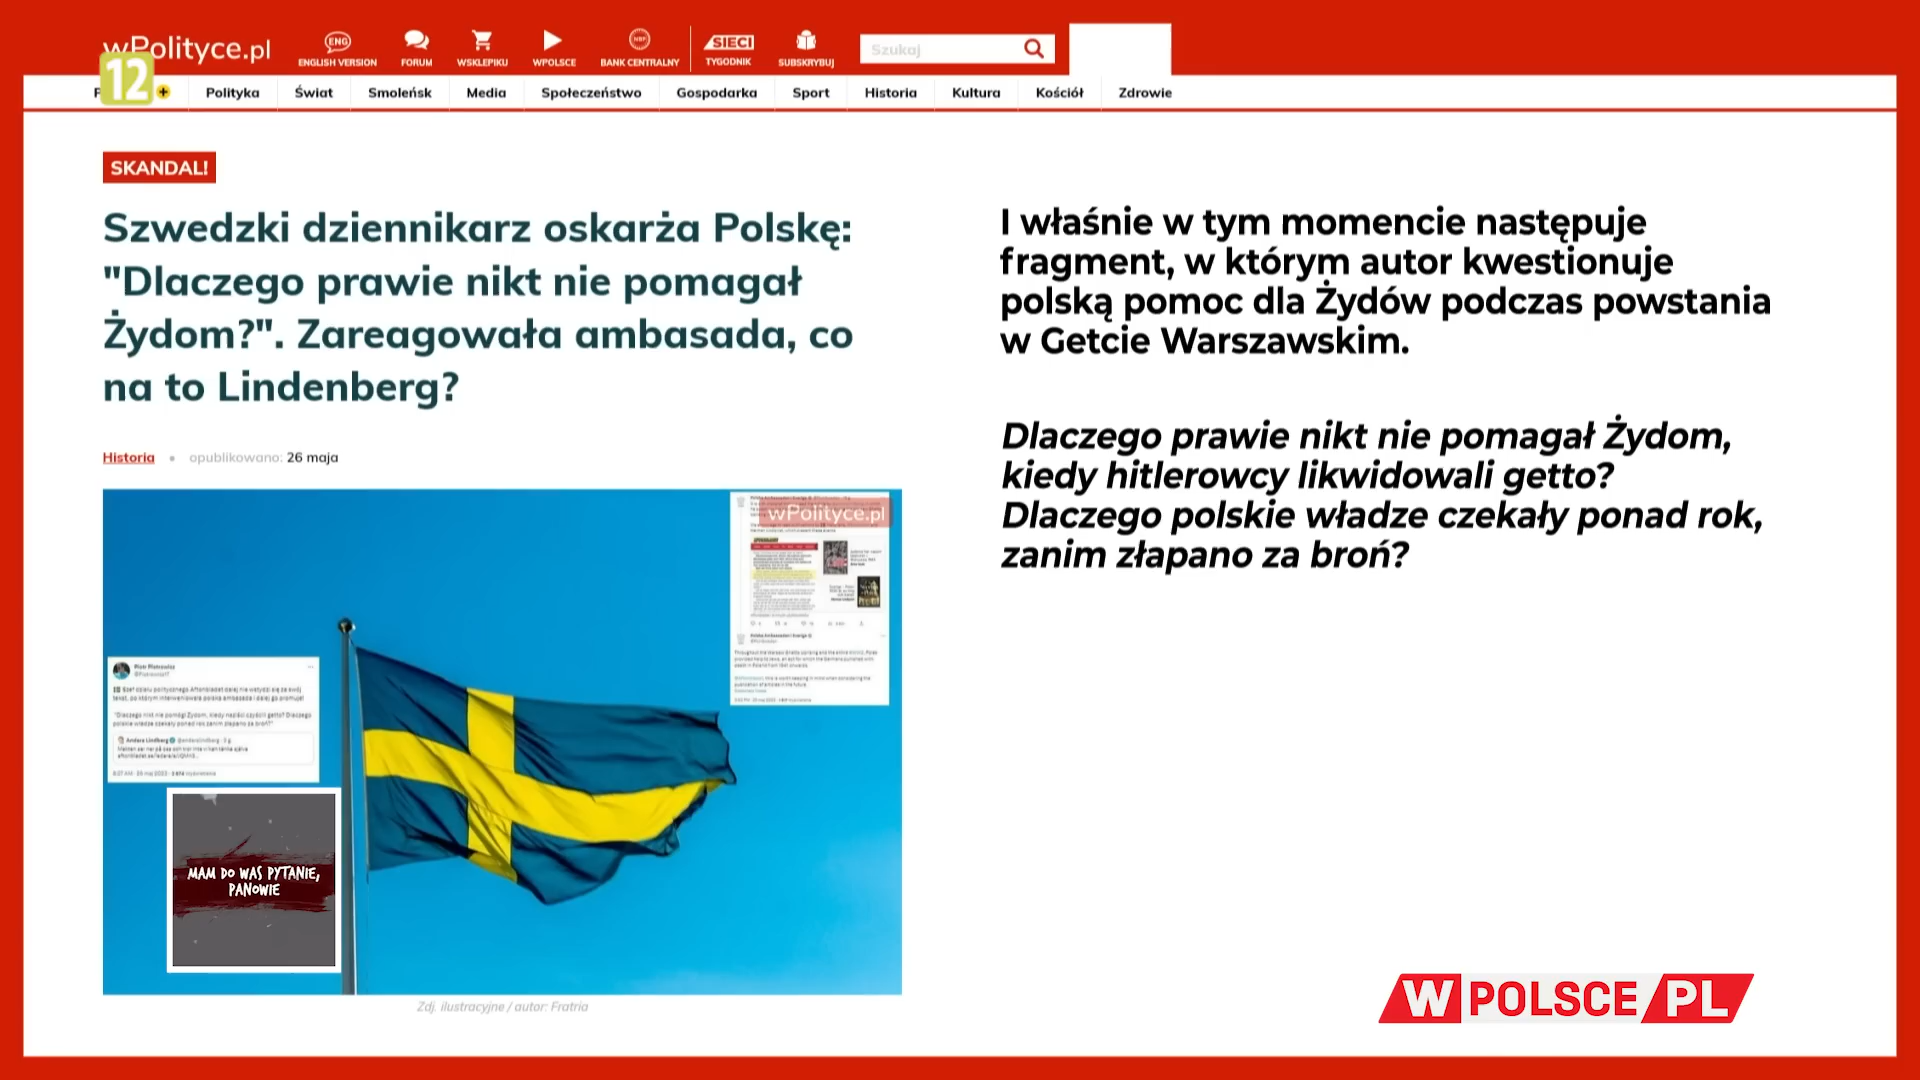 wPolityce.pl
ENG
ENGLISH VERSION
FORUM
WSKLEPIKU
WPOLSCE
BANK CENTRALNY
SIECI
TYGODNIK
SUBSKRYBUJ
Szukaj
12
+
Polityka
Świat
Smoleńsk
Media
Społeczeństwo
Gospodarka
Sport
Historia
Kultura
Kościół
Zdrowie
SKANDAL!
Szwedzki dziennikarz oskarża Polskę:
"Dlaczego prawie nikt nie pomagał
Żydom?". Zareagowała ambasada, co
na to Lindenberg?
Historia • opublikowano: 26 maja
wPolityce.pl
Piotr Piotrowicz
MAM DO WAS PYTANIE,
PANOWIE
Zdj. ilustracyjne / autor: Fratria
I właśnie w tym momencie następuje
fragment, w którym autor kwestionuje
polską pomoc dla Żydów podczas powstania
w Getcie Warszawskim.
Dlaczego prawie nikt nie pomagał Żydom,
kiedy hitlerowcy likwidowali getto?
Dlaczego polskie władze czekały ponad rok,
zanim złapano za broń?
W POLSCE PL